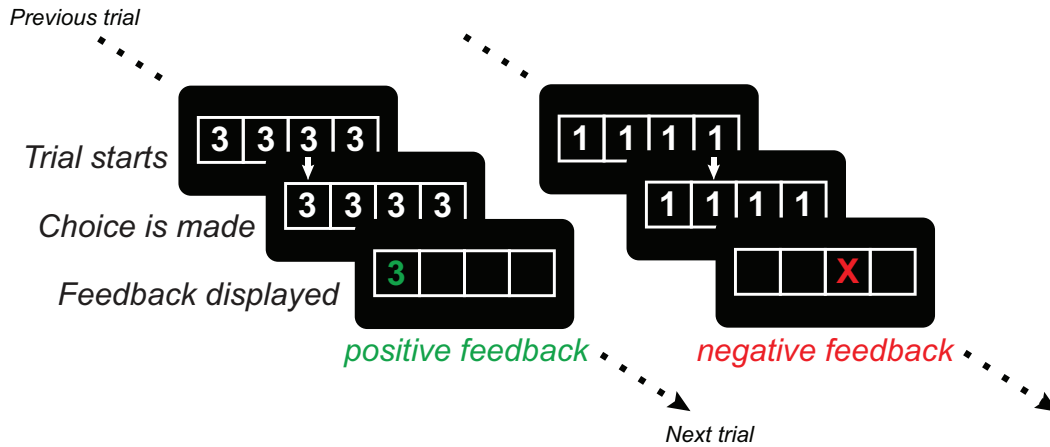 Previous trial
3 3 3 3
1 1 1 1
Trial starts
3 3 3 3
1 1 1 1
Choice is made
3
X
Feedback displayed
positive feedback
negative feedback
Next trial